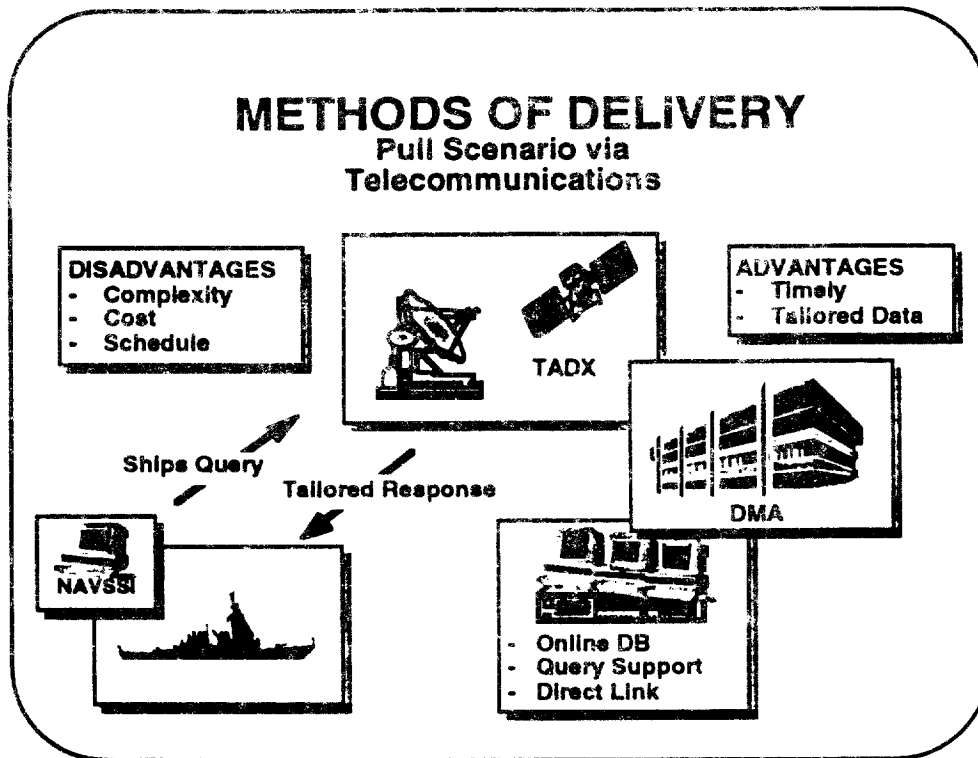 METHODS OF DELIVERY
Pull Scenario via
Telecommunications
DISADVANTAGES
- Complexity
- Cost
- Schedule
TADX
ADVANTAGES
- Timely
- Tailored Data
DMA
Ships Query
Tailored Response
NAVSSI
- Online DB
- Query Support
- Direct Link